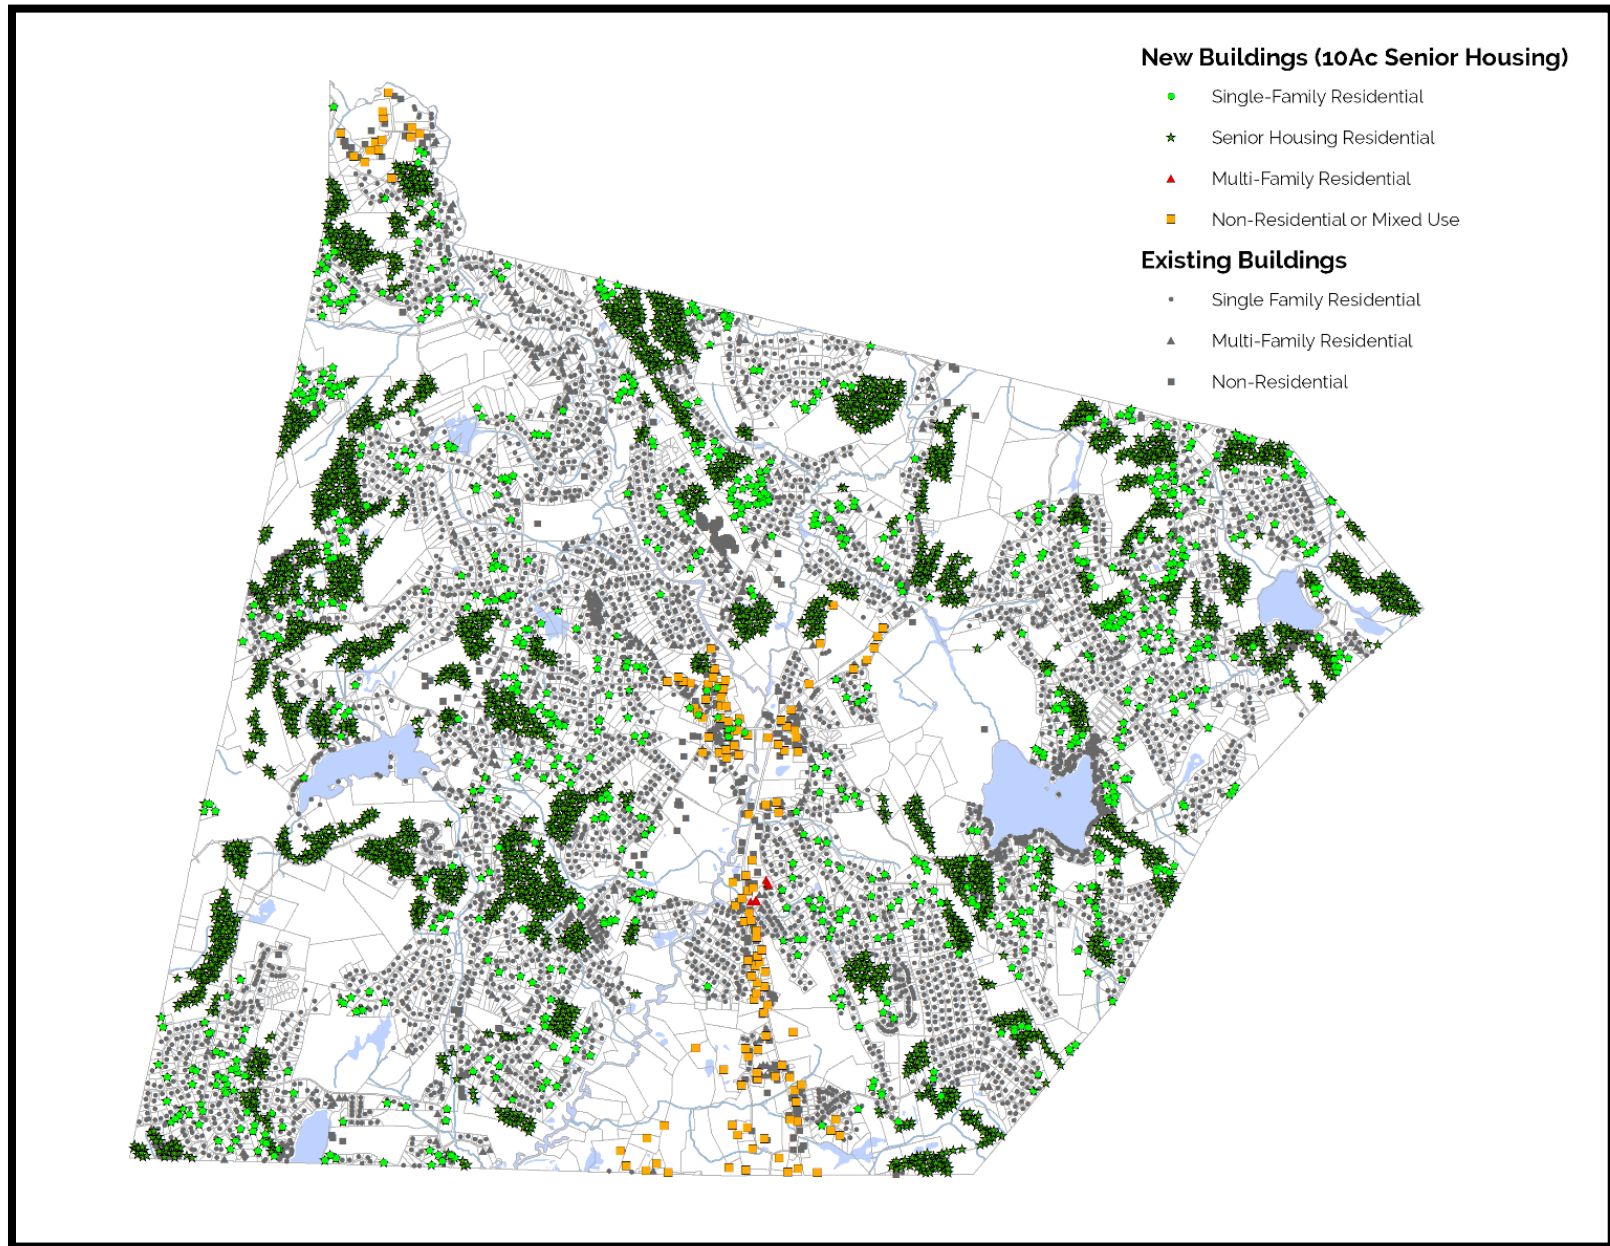 New Buildings (10Ac Senior Housing)
Single-Family Residential
Senior Housing Residential
Multi-Family Residential
Non-Residential or Mixed Use
Existing Buildings
Single Family Residential
Multi-Family Residential
Non-Residential